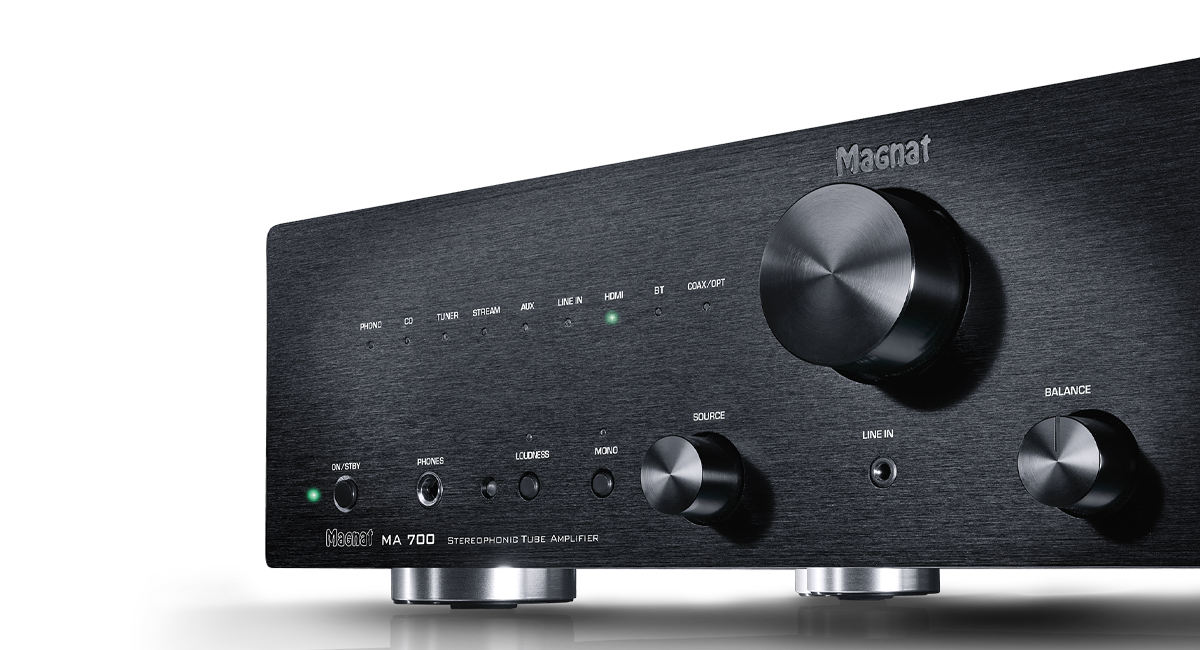 Magnat
PHONO CD TUNER STREAM AUX LINE IN HDMI BT COAX/OPT
BALANCE
SOURCE
LINE IN
ON/STBY PHONES LOUDNESS MONO
Magnat MA 700 STEREOPHONIC TUBE AMPLIFIER